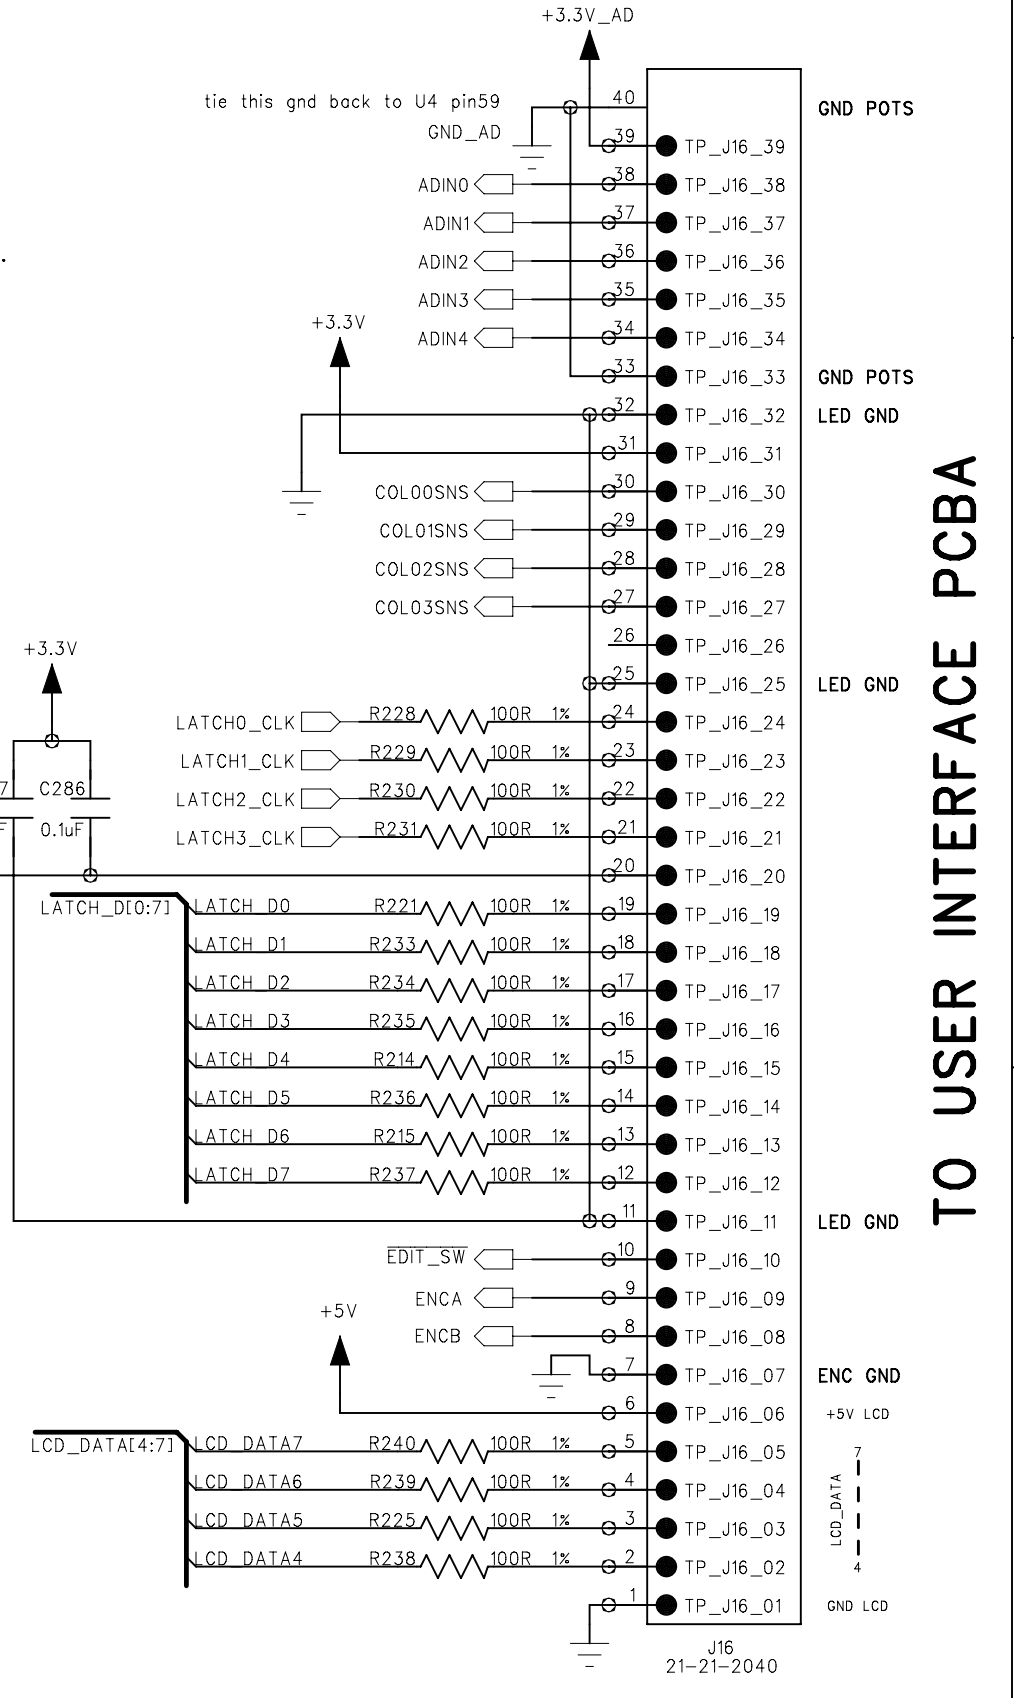 +3.3V_AD
tie this gnd back to U4 pin59
GND_AD
40 GND POTS
39 TP_J16_39
ADIN0 38 TP_J16_38
ADIN1 37 TP_J16_37
ADIN2 36 TP_J16_36
ADIN3 35 TP_J16_35
+3.3V
ADIN4 34 TP_J16_34
33 TP_J16_33 GND POTS
32 TP_J16_32 LED GND
31 TP_J16_31
COL00SNS 30 TP_J16_30
COL01SNS 29 TP_J16_29
COL02SNS 28 TP_J16_28
COL03SNS 27 TP_J16_27
26 TP_J16_26
+3.3V
25 TP_J16_25 LED GND
LATCH0_CLK R228 100R 1% 24 TP_J16_24
LATCH1_CLK R229 100R 1% 23 TP_J16_23
7 C286
LATCH2_CLK R230 100R 1% 22 TP_J16_22
F 0.1uF
LATCH3_CLK R231 100R 1% 21 TP_J16_21
20 TP_J16_20
LATCH_D[0:7]
LATCH_D0 R221 100R 1% 19 TP_J16_19
LATCH_D1 R233 100R 1% 18 TP_J16_18
LATCH_D2 R234 100R 1% 17 TP_J16_17
LATCH_D3 R235 100R 1% 16 TP_J16_16
LATCH_D4 R214 100R 1% 15 TP_J16_15
LATCH_D5 R236 100R 1% 14 TP_J16_14
LATCH_D6 R215 100R 1% 13 TP_J16_13
LATCH_D7 R237 100R 1% 12 TP_J16_12
11 TP_J16_11 LED GND
EDIT_SW 10 TP_J16_10
ENCA 9 TP_J16_09
+5V
ENCB 8 TP_J16_08
7 TP_J16_07 ENC GND
6 TP_J16_06 +5V LCD
LCD_DATA[4:7]
LCD_DATA7 R240 100R 1% 5 TP_J16_05 7
LCD_DATA6 R239 100R 1% 4 TP_J16_04
LCD_DATA
LCD_DATA5 R225 100R 1% 3 TP_J16_03
LCD_DATA4 R238 100R 1% 2 TP_J16_02 4
1 TP_J16_01 GND LCD
J16
21-21-2040
TO USER INTERFACE PCBA